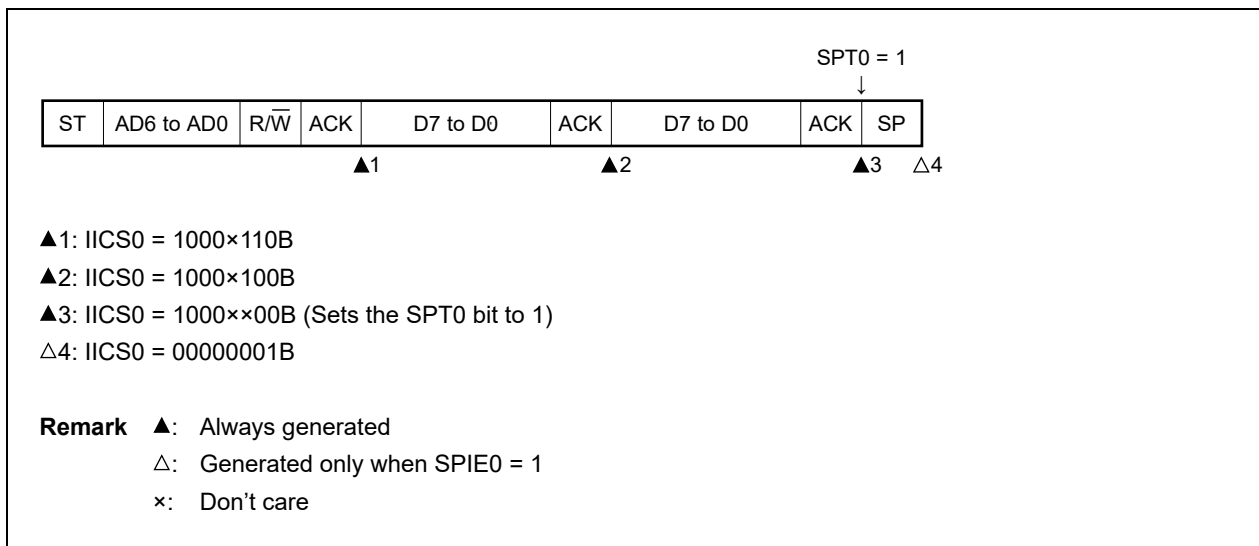 SPT0 = 1
↓
ST AD6 to AD0 R/W̅ ACK D7 to D0 ACK D7 to D0 ACK SP
▲1 ▲2 ▲3 △4
▲1: IICS0 = 1000×110B
▲2: IICS0 = 1000×100B
▲3: IICS0 = 1000××00B (Sets the SPT0 bit to 1)
△4: IICS0 = 00000001B
Remark ▲: Always generated
△: Generated only when SPIE0 = 1
×: Don’t care